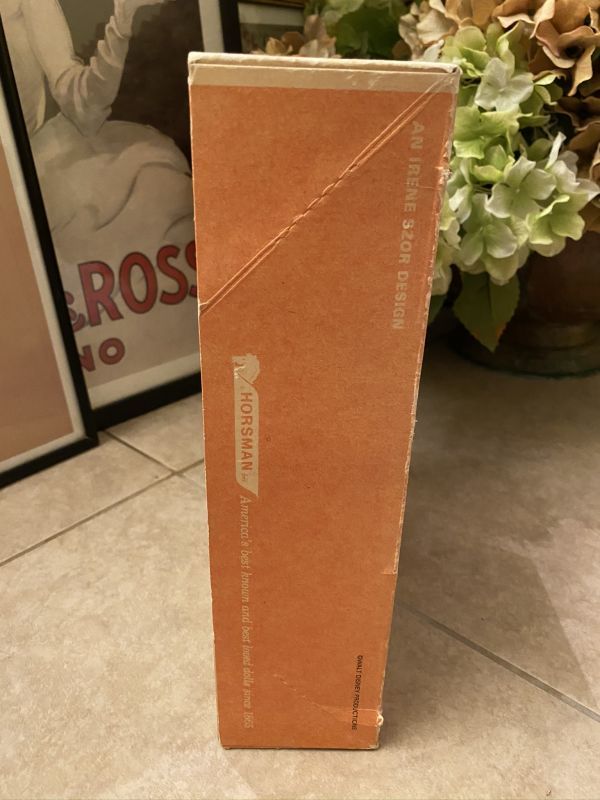 AN IRENE SZOR DESIGN
HORSMAN INC
America's best known and best loved dolls since 1865
©WALT DISNEY PRODUCTIONS
&ROSS
NO